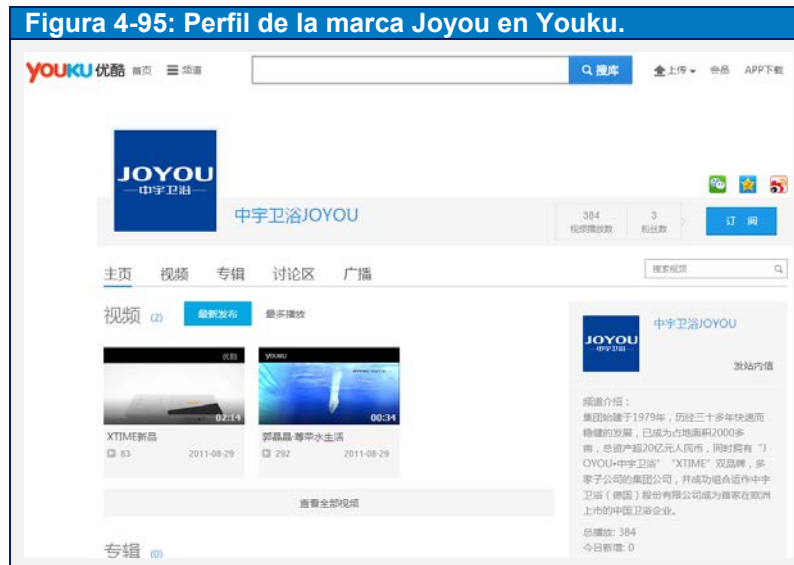 Figura 4-95: Perfil de la marca Joyou en Youku.
YOUKU 优酷 首页 频道 搜库 上传 会员 APP下载
JOYOU
中宇卫浴
中宇卫浴JOYOU
384 3 订 阅
视频播放数 粉丝数
主页 视频 专辑 讨论区 广播 搜索视频
视频 (2) 最新发布 最多播放
优酷
02:14
XTIME新品
83 2011-08-29
YOUKU
00:34
郭晶晶·尊荣水生活
292 2011-08-29
查看全部视频
专辑 (0)
JOYOU
中宇卫浴
中宇卫浴JOYOU
发站内信
频道介绍：
集团始建于1979年，历经三十多年快速而
稳健的发展，已成为占地面积2000多
亩，总资产超20亿元人民币，同时拥有“J
OYOU•中宇卫浴”“XTIME”双品牌，多
家子公司的集团公司，并成功组合运作中宇
卫浴（德国）股份有限公司成为首家在欧洲
上市的中国卫浴企业。
总播放: 384
今日新增: 0